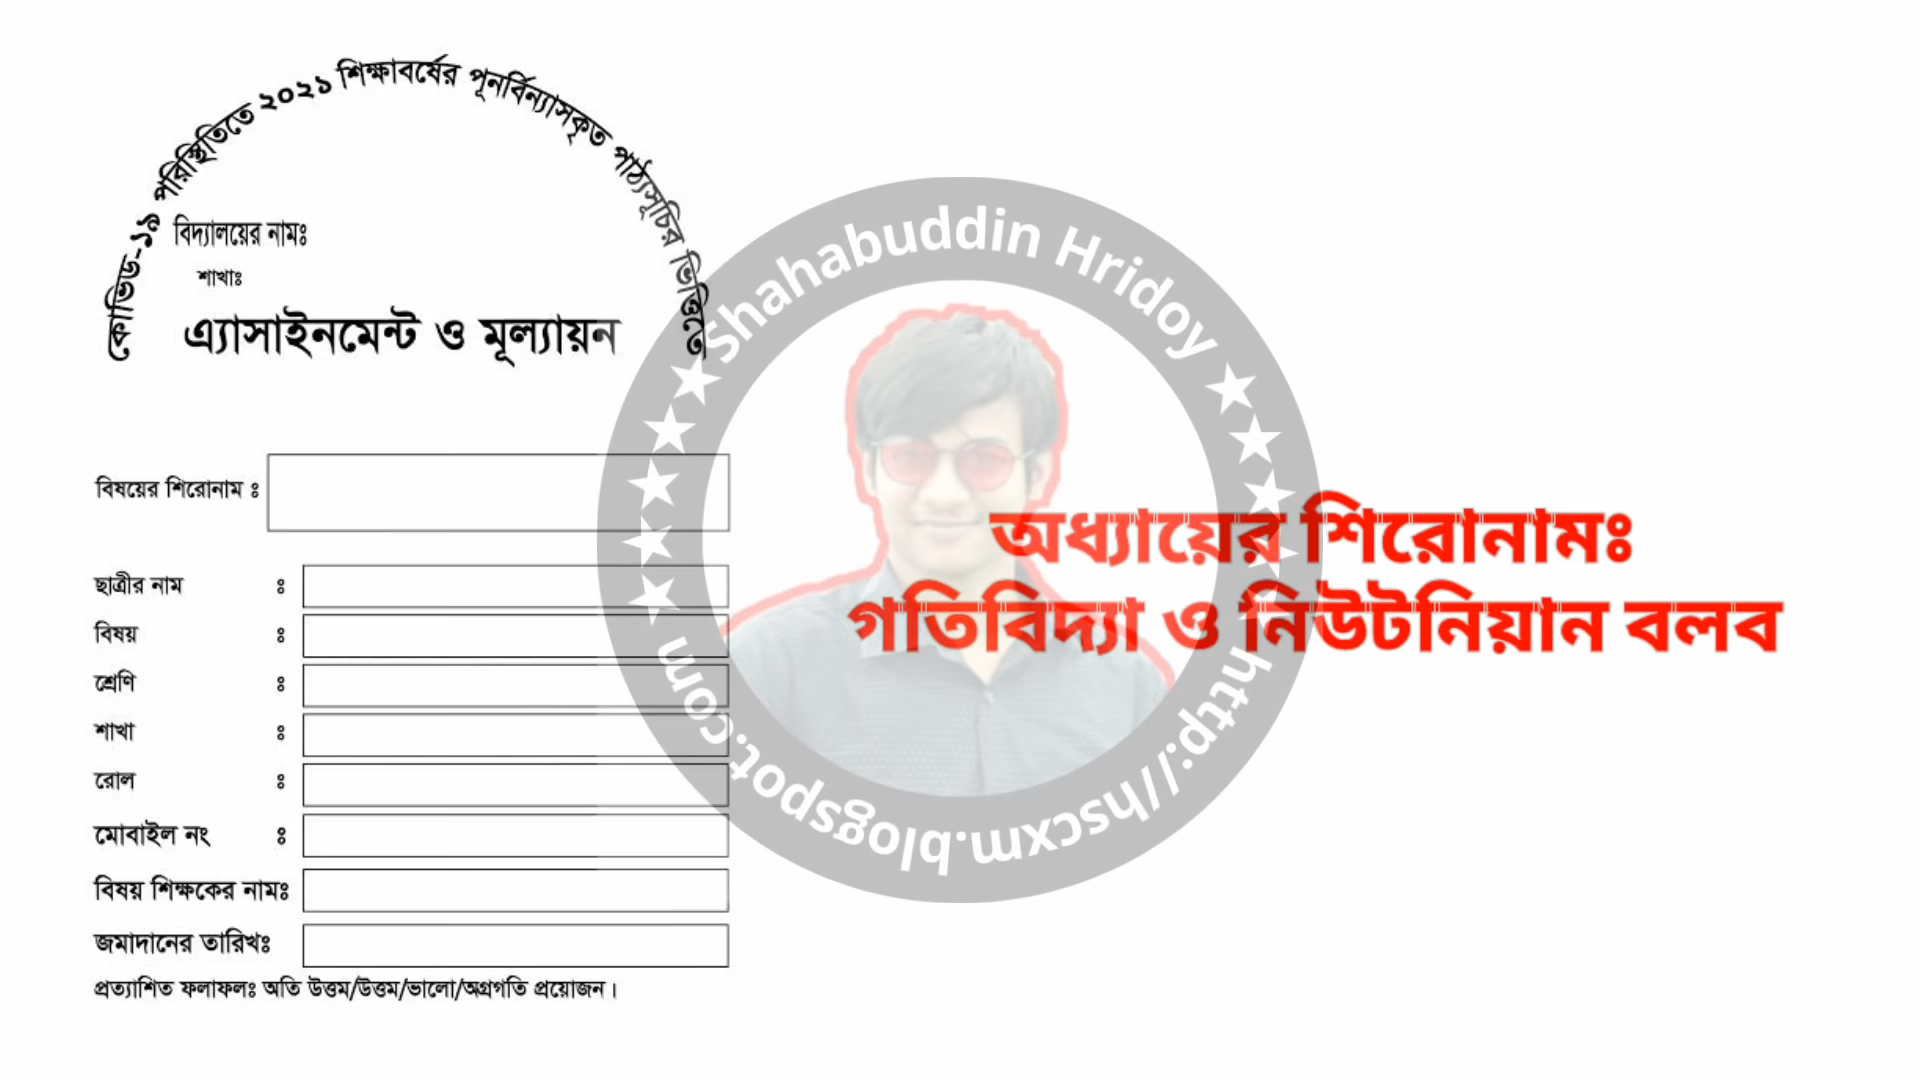 কোভিড-১৯ পরিস্থিতিতে ২০২১ শিক্ষাবর্ষের পূনর্বিন্যাসকৃত পাঠ্যসূচির ভিত্তিতে
বিদ্যালয়ের নামঃ
শাখাঃ
এ্যাসাইনমেন্ট ও মূল্যায়ন
বিষয়ের শিরোনাম ঃ
ছাত্রীর নাম ঃ
বিষয় ঃ
শ্রেণি ঃ
শাখা ঃ
রোল ঃ
মোবাইল নং ঃ
বিষয় শিক্ষকের নামঃ
জমাদানের তারিখঃ
প্রত্যাশিত ফলাফলঃ অতি উত্তম/উত্তম/ভালো/অগ্রগতি প্রয়োজন।
Shahabuddin Hridoy
http://hscxm.blogspot.com
অধ্যায়ের শিরোনামঃ
গতিবিদ্যা ও নিউটনিয়ান বলব